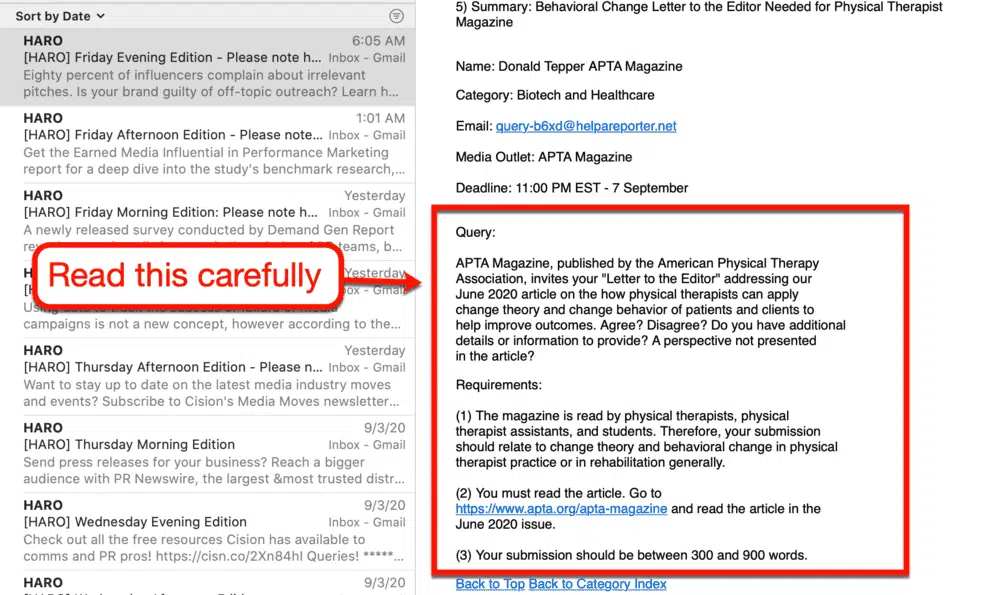 Sort by Date
HARO
6:05 AM
[HARO] Friday Evening Edition - Please note h...
Inbox - Gmail
Eighty percent of influencers complain about irrelevant
pitches. Is your brand guilty of off-topic outreach? Learn h...
HARO
1:01 AM
[HARO] Friday Afternoon Edition - Please note...
Inbox - Gmail
Get the Earned Media Influential in Performance Marketing
report for a deep dive into the study's benchmark research,...
HARO
Yesterday
[HARO] Friday Morning Edition: Please note h...
Inbox - Gmail
A newly released survey conducted by Demand Gen Report
teams, b...
Yesterday
Read this carefully
Inbox - Gmail
campaigns is not a new concept, however according to the...
HARO
Yesterday
[HARO] Thursday Afternoon Edition - Please n...
Inbox - Gmail
Want to stay up to date on the latest media industry moves
and events? Subscribe to Cision's Media Moves newsletter...
HARO
9/3/20
[HARO] Thursday Morning Edition
Inbox - Gmail
Send press releases for your business? Reach a bigger
audience with PR Newswire, the largest &most trusted distr...
HARO
9/3/20
[HARO] Wednesday Evening Edition
Inbox - Gmail
Check out all the free resources Cision has available to
comms and PR pros! https://cisn.co/2Xn84hI Queries! *****...
HARO
9/3/20
5) Summary: Behavioral Change Letter to the Editor Needed for Physical Therapist
Magazine
Name: Donald Tepper APTA Magazine
Category: Biotech and Healthcare
Email: query-b6xd@helpareporter.net
Media Outlet: APTA Magazine
Deadline: 11:00 PM EST - 7 September
Query:
APTA Magazine, published by the American Physical Therapy
Association, invites your "Letter to the Editor" addressing our
June 2020 article on the how physical therapists can apply
change theory and change behavior of patients and clients to
help improve outcomes. Agree? Disagree? Do you have additional
details or information to provide? A perspective not presented
in the article?
Requirements:
(1) The magazine is read by physical therapists, physical
therapist assistants, and students. Therefore, your submission
should relate to change theory and behavioral change in physical
therapist practice or in rehabilitation generally.
(2) You must read the article. Go to
https://www.apta.org/apta-magazine and read the article in the
June 2020 issue.
(3) Your submission should be between 300 and 900 words.
Back to Top Back to Category Index